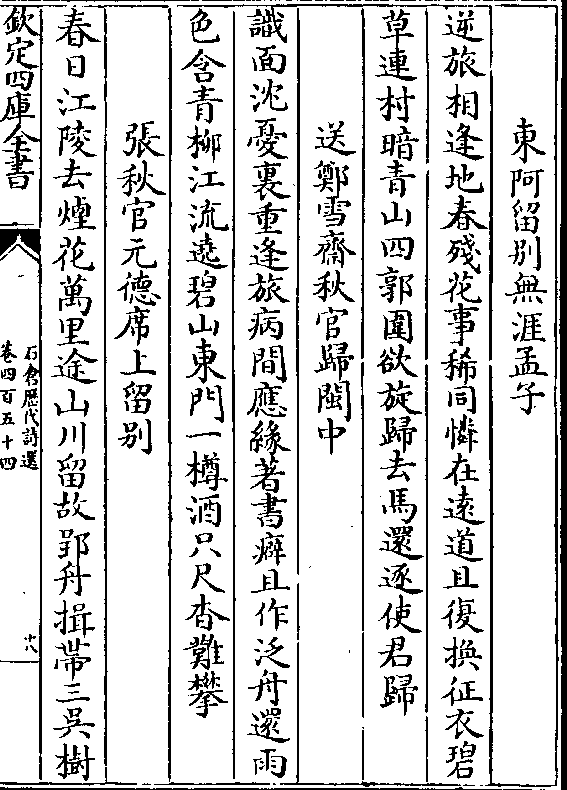 東阿留别無涯孟子
逆旅相逢地春殘花事稀同憐在遠道且復換征衣碧
草連村暗青山四郭圍欲旋歸去馬還逐使君歸
送鄭雪齋秋官歸閩中
識面沈憂裏重逢旅病間應緣著書癖且作泛舟還雨
色含青柳江流遶碧山東門一樽酒只尺杳難攀
張秋官元德席上留别
春日江陵去煙花萬里途山川留故郢舟揖帶三吳樹
欽定四庫全書
石倉歷代詩選
卷四百五十四
十八